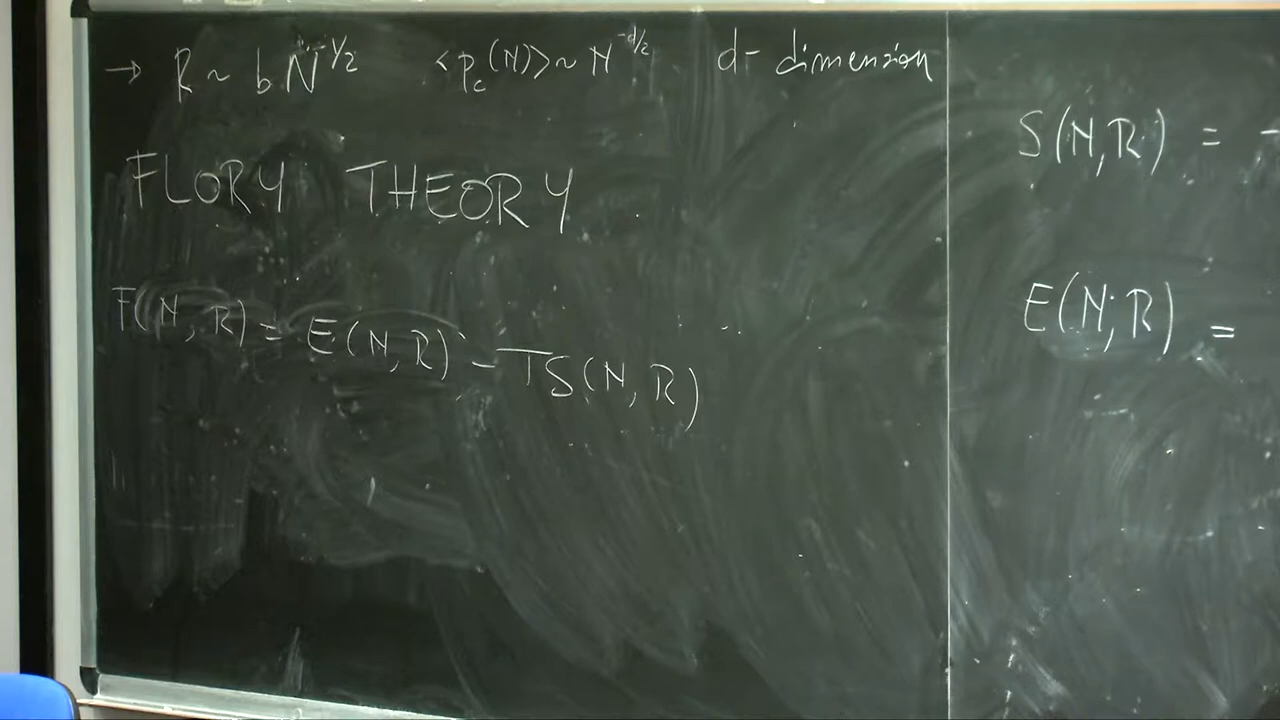 → R ~ b N^{-1/2} <p_c(N)> ~ N^{-d/2} d - dimension
FLORY THEORY
F(N, R) = E(N, R) - TS(N, R)
S(N, R) = -
E(N, R) =